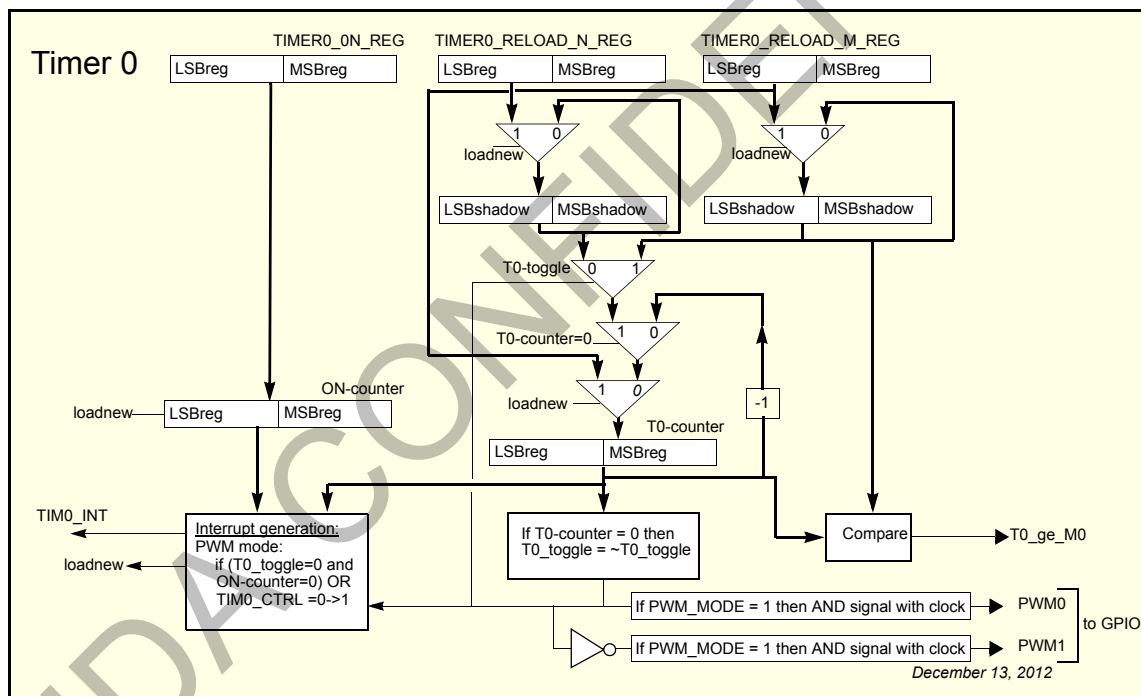 Timer 0
TIMER0_0N_REG
TIMER0_RELOAD_N_REG
TIMER0_RELOAD_M_REG
LSBreg MSBreg
LSBreg MSBreg
LSBreg MSBreg
1 0
loadnew
1 0
loadnew
LSBshadow MSBshadow
LSBshadow MSBshadow
T0-toggle
0 1
1 0
T0-counter=0
ON-counter
1 0
loadnew
LSBreg MSBreg
loadnew
-1
T0-counter
LSBreg MSBreg
TIM0_INT
loadnew
Interrupt generation:
PWM mode:
if (T0_toggle=0 and
ON-counter=0) OR
TIM0_CTRL =0->1
If T0-counter = 0 then
T0_toggle = ~T0_toggle
Compare
T0_ge_M0
If PWM_MODE = 1 then AND signal with clock
PWM0
to GPIO
If PWM_MODE = 1 then AND signal with clock
PWM1
December 13, 2012
IDA CONFIDE